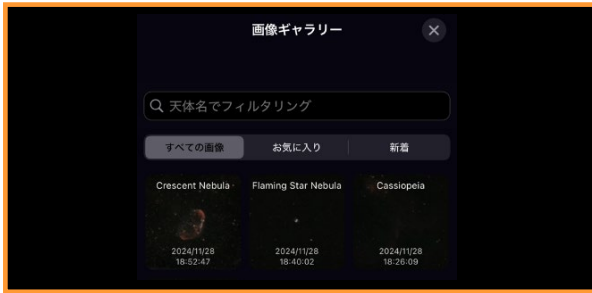 画像ギャラリー
天体名でフィルタリング
すべての画像 お気に入り 新着
Crescent Nebula Flaming Star Nebula Cassiopeia
2024/11/28 2024/11/28 2024/11/28
18:52:47 18:40:02 18:26:09